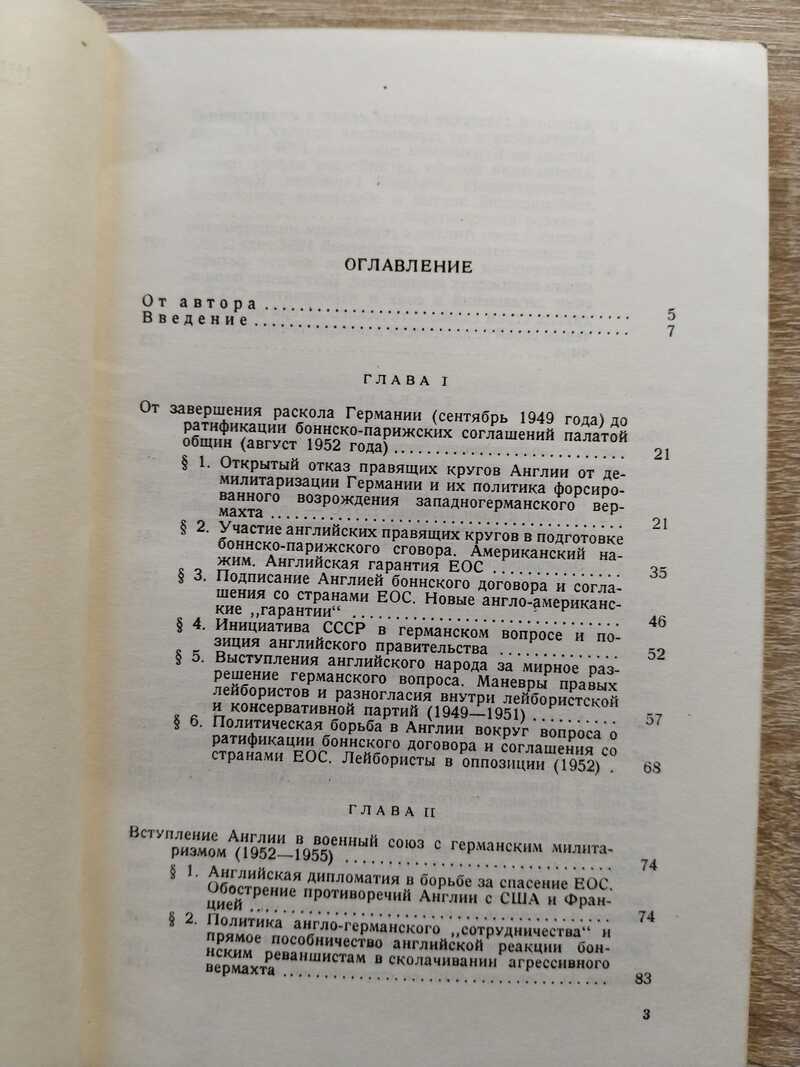 ОГЛАВЛЕНИЕ
От автора ........................................ 5
Введение ........................................ 7
ГЛАВА I
От завершения раскола Германии (сентябрь 1949 года) до
ратификации боннско-парижских соглашений палатой
общин (август 1952 года) ............................ 21
§ 1. Открытый отказ правящих кругов Англии от де-
милитаризации Германии и их политика форсиро-
ванного возрождения западногерманского вер-
махта ........................................ 21
§ 2. Участие английских правящих кругов в подготовке
боннско-парижского сговора. Американский на-
жим. Английская гарантия ЕОС ................ 35
§ 3. Подписание Англией боннского договора и согла-
шения со странами ЕОС. Новые англо-американс-
кие „гарантии“ ................................ 46
§ 4. Инициатива СССР в германском вопросе и по-
зиция английского правительства ................ 52
§ 5. Выступления английского народа за мирное раз-
решение германского вопроса. Маневры правых
лейбористов и разногласия внутри лейбористской
и консервативной партий (1949—1951) ............ 57
§ 6. Политическая борьба в Англии вокруг вопроса о
ратификации боннского договора и соглашения со
странами ЕОС. Лейбористы в оппозиции (1952) . 68
ГЛАВА II
Вступление Англии в военный союз с германским милита-
ризмом (1952—1955) ................................ 74
§ 1. Английская дипломатия в борьбе за спасение ЕОС.
Обострение противоречий Англии с США и Фран-
цией ........................................ 74
§ 2. Политика англо-германского „сотрудничества“ и
прямое пособничество английской реакции бон-
нским реваншистам в сколачивании агрессивного
вермахта ........................................ 83
3